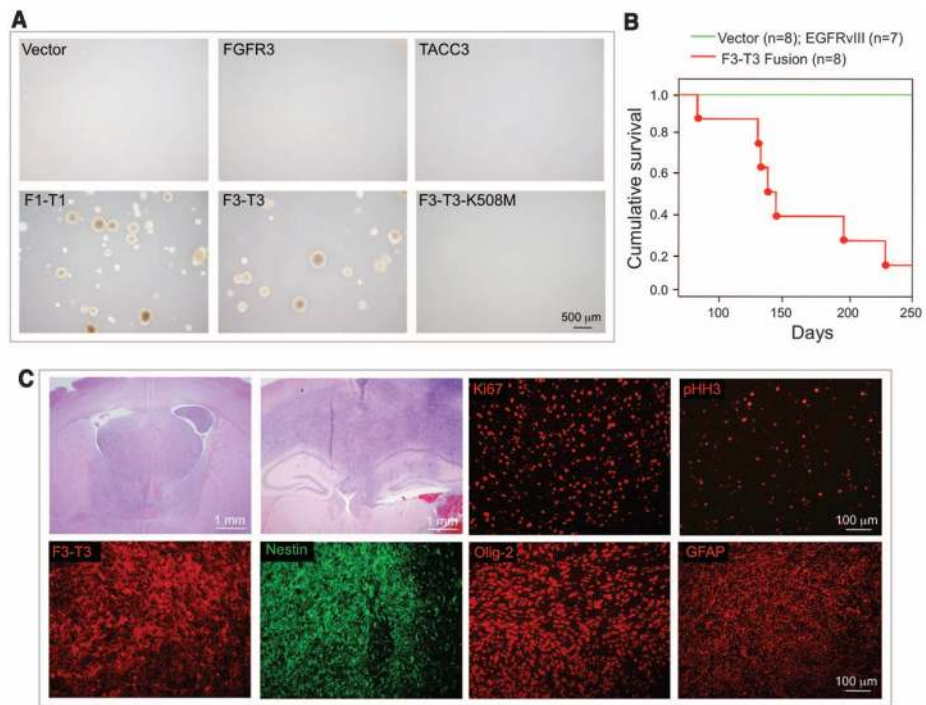 A
Vector
FGFR3
TACC3
F1-T1
F3-T3
F3-T3-K508M
500 µm
B
Vector (n=8); EGFRvIII (n=7)
F3-T3 Fusion (n=8)
1.0
0.8
0.6
0.4
0.2
0.0
Cumulative survival
100
150
200
250
Days
C
1 mm
1 mm
Ki67
pHH3
100 µm
F3-T3
Nestin
Olig-2
GFAP
100 µm